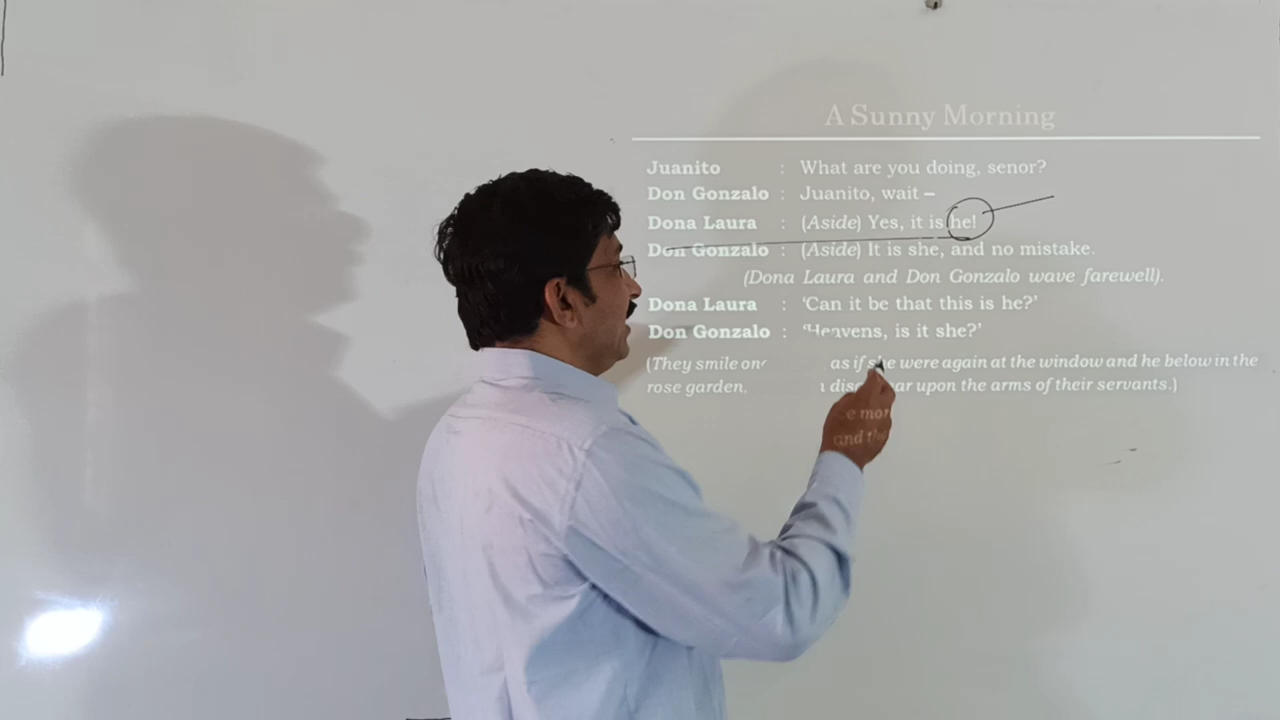 A Sunny Morning
Juanito : What are you doing, senor?
Don Gonzalo : Juanito, wait –
Dona Laura : (Aside) Yes, it is he!
Don Gonzalo : (Aside) It is she, and no mistake.
(Dona Laura and Don Gonzalo wave farewell).
Dona Laura : ‘Can it be that this is he?’
Don Gonzalo : ‘Heavens, is it she?’
(They smile as if she were again at the window and he below in the
rose garden, upon the arms of their servants.)